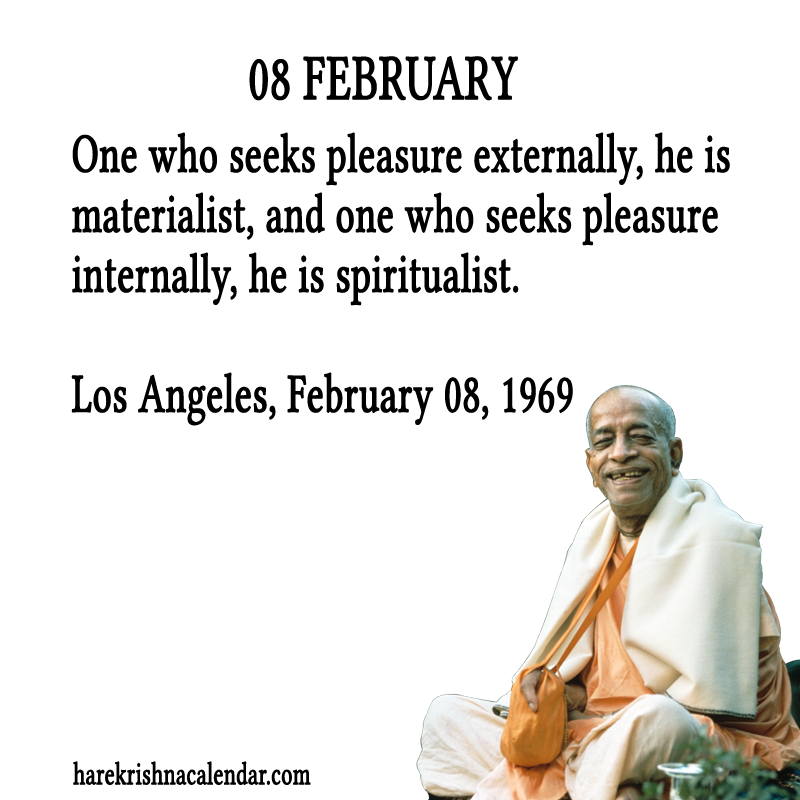 08 FEBRUARY
One who seeks pleasure externally, he is
materialist, and one who seeks pleasure
internally, he is spiritualist.
Los Angeles, February 08, 1969
harekrishnacalendar.com